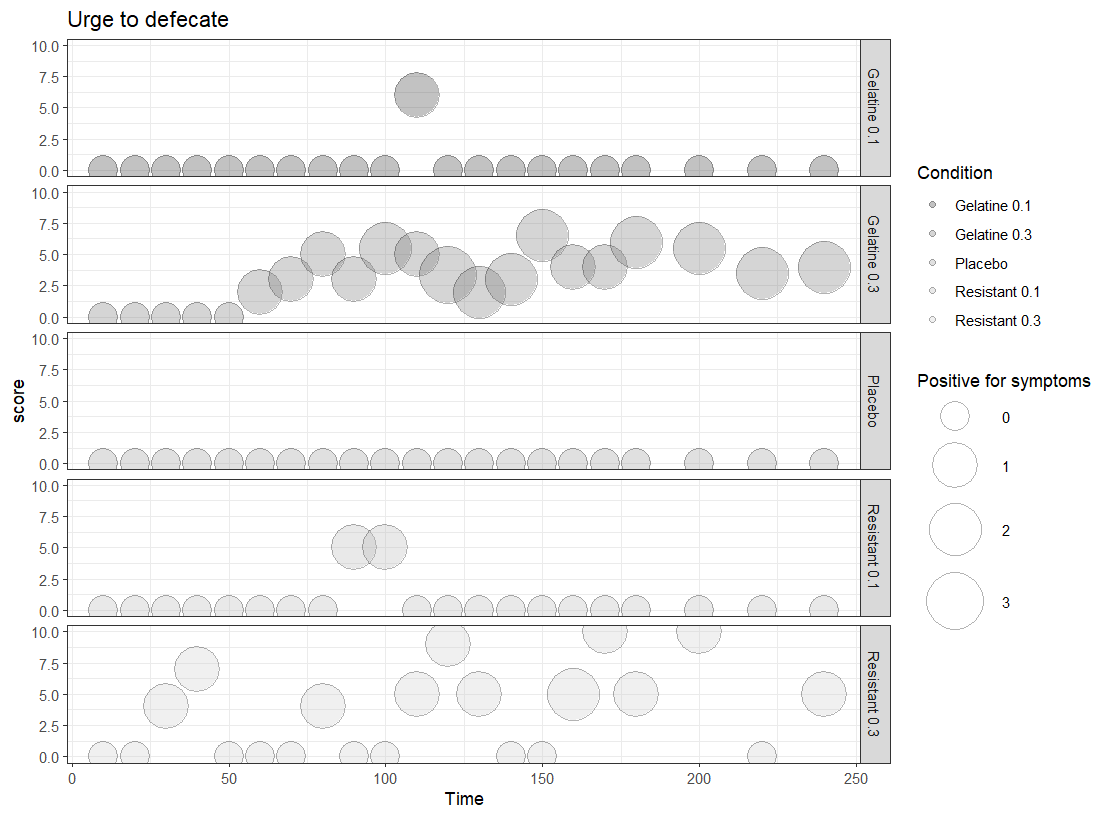 Urge to defecate
score
10.0
7.5
5.0
2.5
0.0
Gelatine 0.1
10.0
7.5
5.0
2.5
0.0
Gelatine 0.3
10.0
7.5
5.0
2.5
0.0
Placebo
10.0
7.5
5.0
2.5
0.0
Resistant 0.1
10.0
7.5
5.0
2.5
0.0
Resistant 0.3
0 50 100 150 200 250
Time
Condition
Gelatine 0.1
Gelatine 0.3
Placebo
Resistant 0.1
Resistant 0.3
Positive for symptoms
0
1
2
3